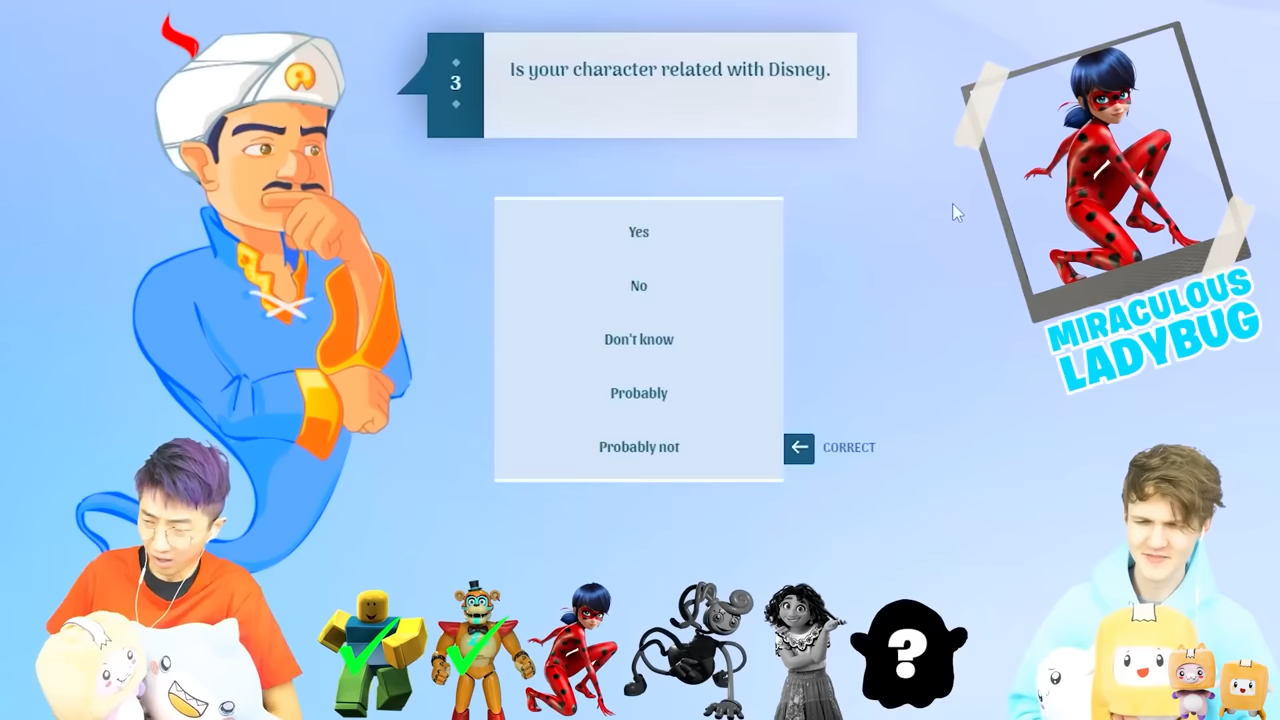 3
Is your character related with Disney.
Yes
No
Don't know
Probably
Probably not
CORRECT
MIRACULOUS
LADYBUG
?